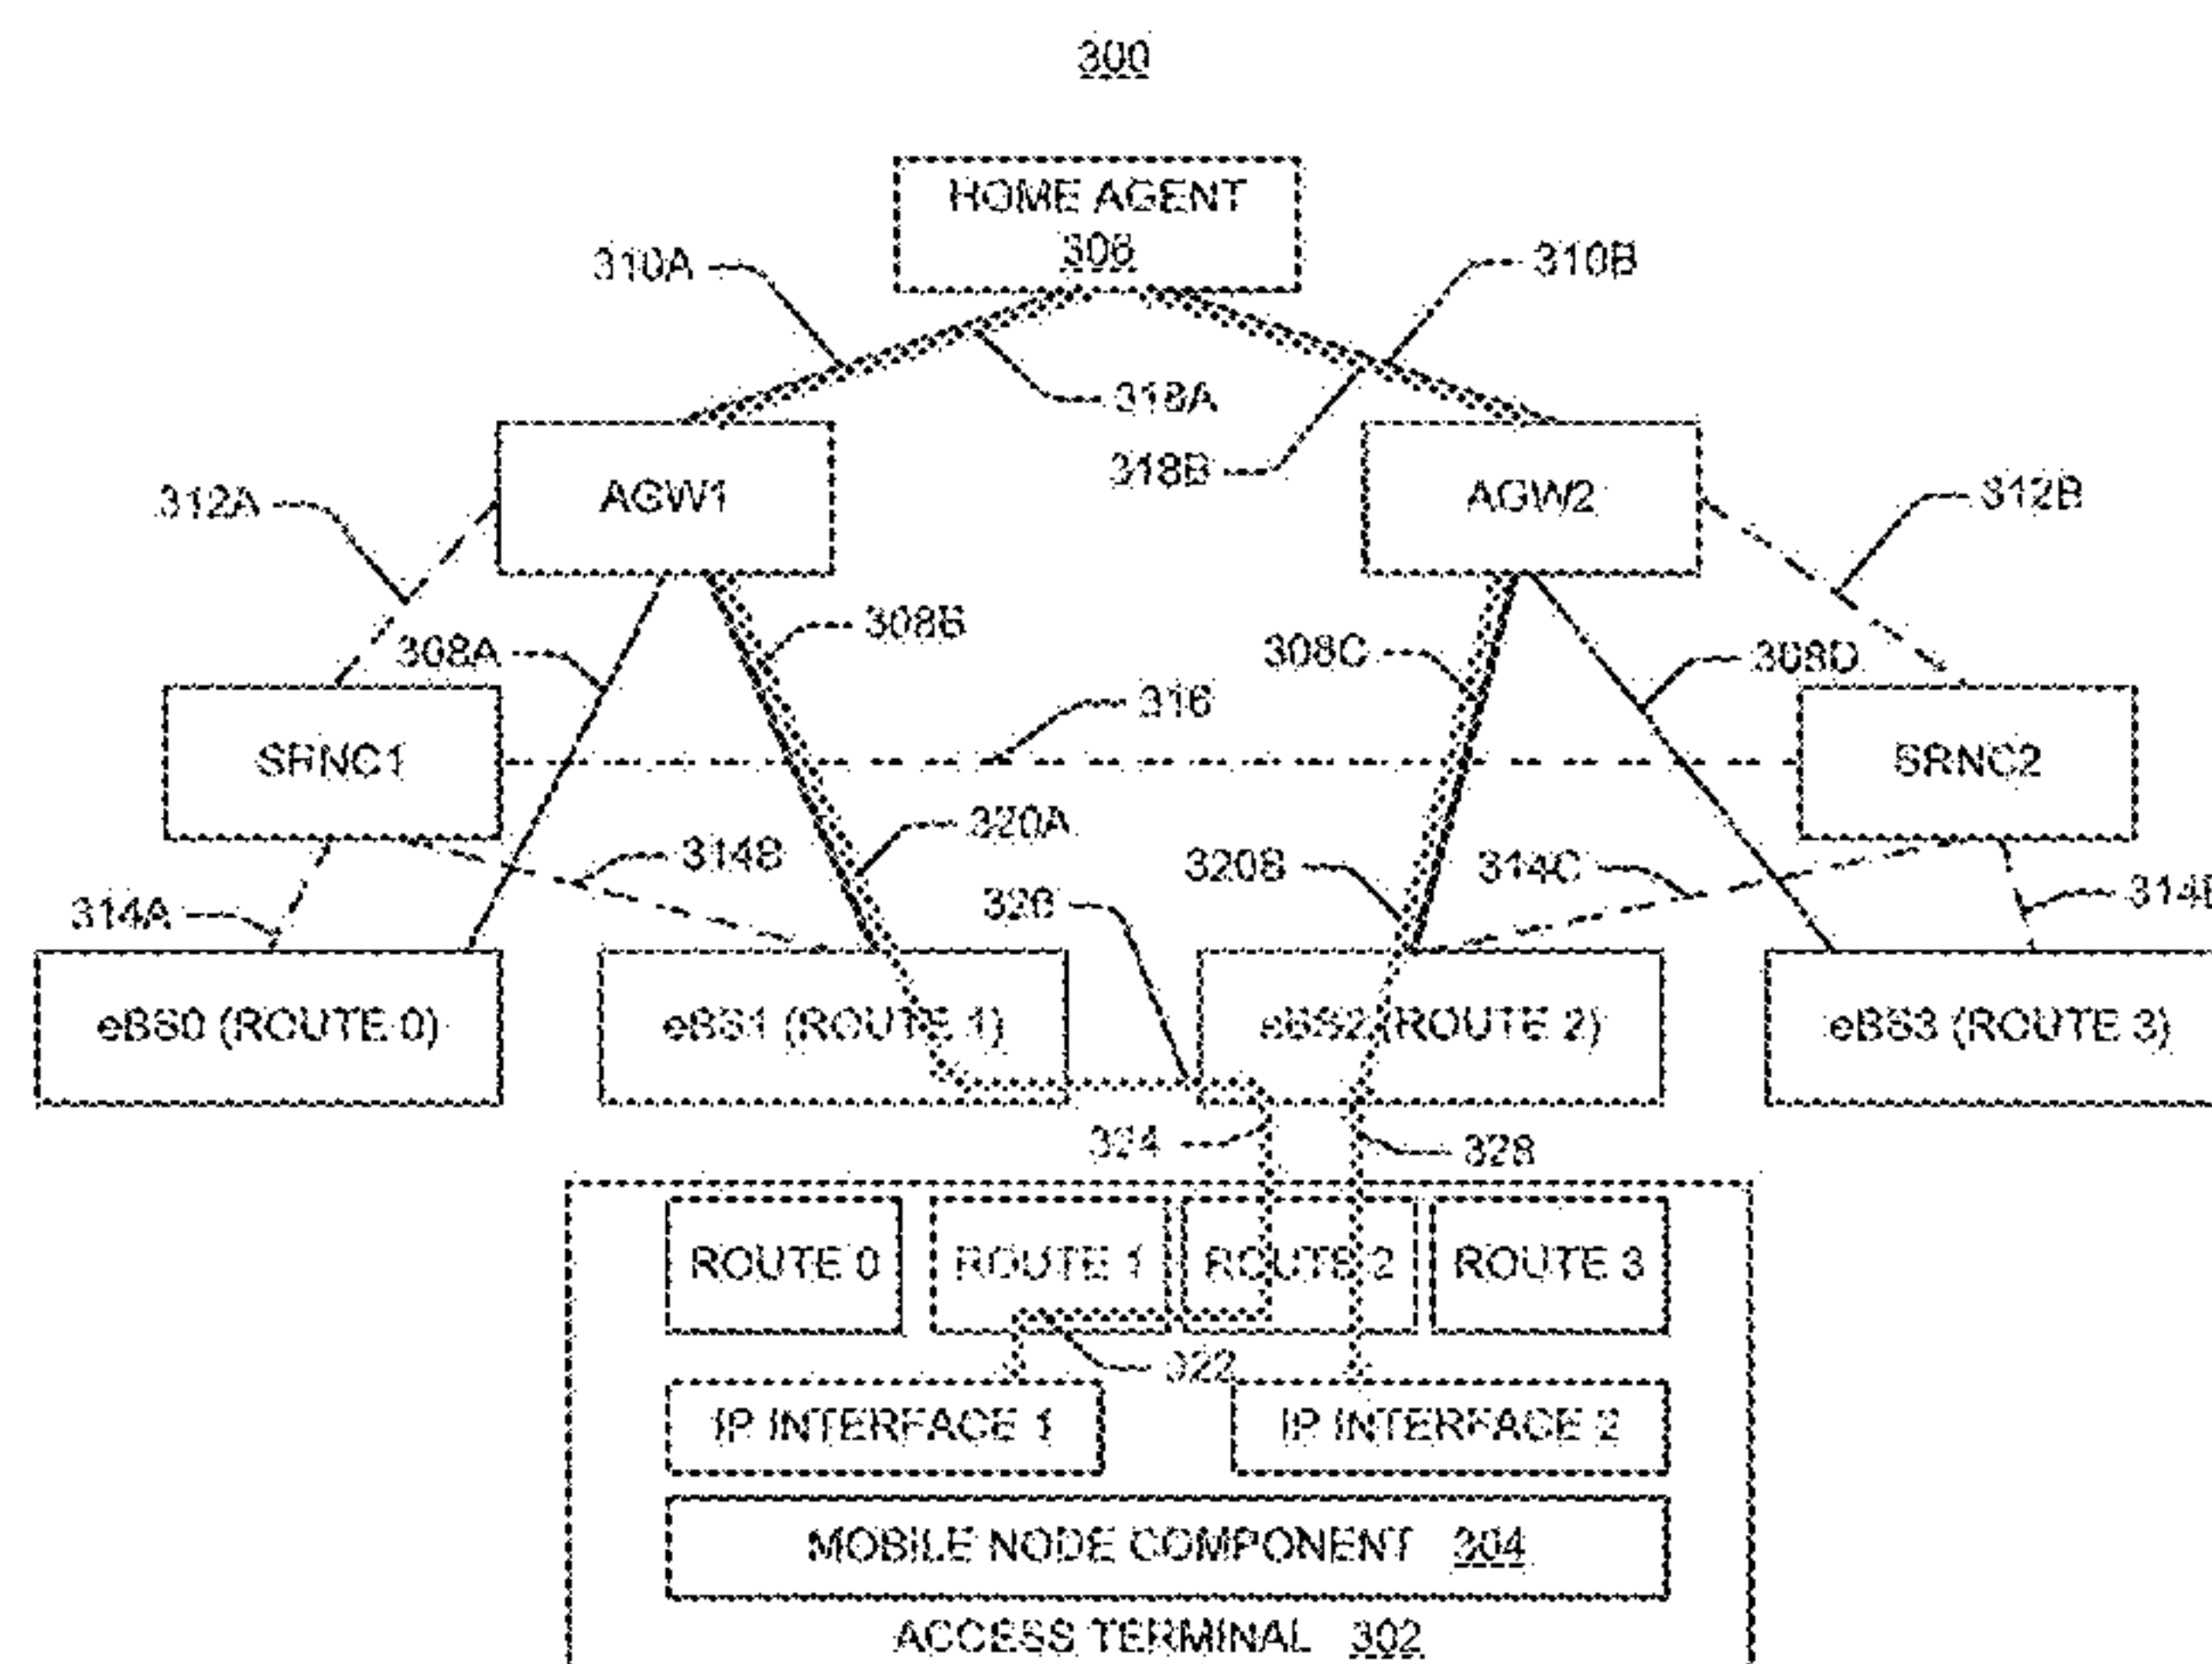 300
HOME AGENT
306
310A
310B
318A
318B
AGW1
AGW2
312A
312B
308A
308B
308C
308D
316
SRNC1
SRNC2
320A
320B
314A
314B
314C
326
eBS0 (ROUTE 0)
eBS1 (ROUTE 1)
eBS2 (ROUTE 2)
eBS3 (ROUTE 3)
324
328
ROUTE 0
ROUTE 1
ROUTE 2
ROUTE 3
322
IP INTERFACE 1
IP INTERFACE 2
MOBILE NODE COMPONENT 304
ACCESS TERMINAL 302